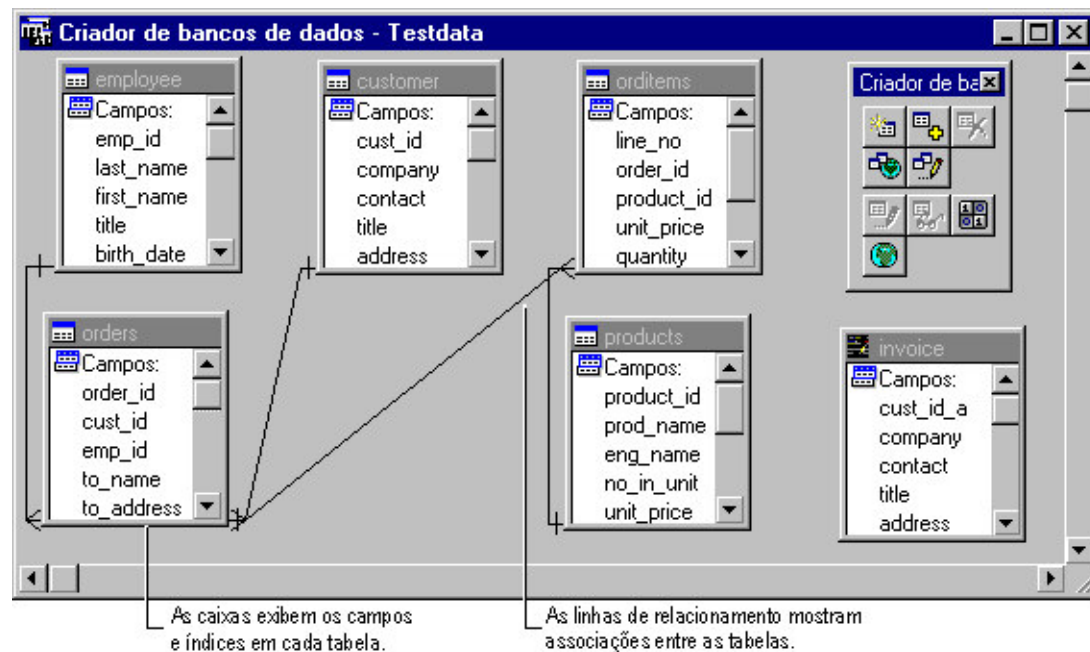 Criador de bancos de dados - Testdata
employee
Campos:
emp_id
last_name
first_name
title
birth_date
customer
Campos:
cust_id
company
contact
title
address
orditems
Campos:
line_no
order_id
product_id
unit_price
quantity
Criador de ba
orders
Campos:
order_id
cust_id
emp_id
to_name
to_address
products
Campos:
product_id
prod_name
eng_name
no_in_unit
unit_price
invoice
Campos:
cust_id_a
company
contact
title
address
As caixas exibem os campos
e índices em cada tabela.
As linhas de relacionamento mostram
associações entre as tabelas.